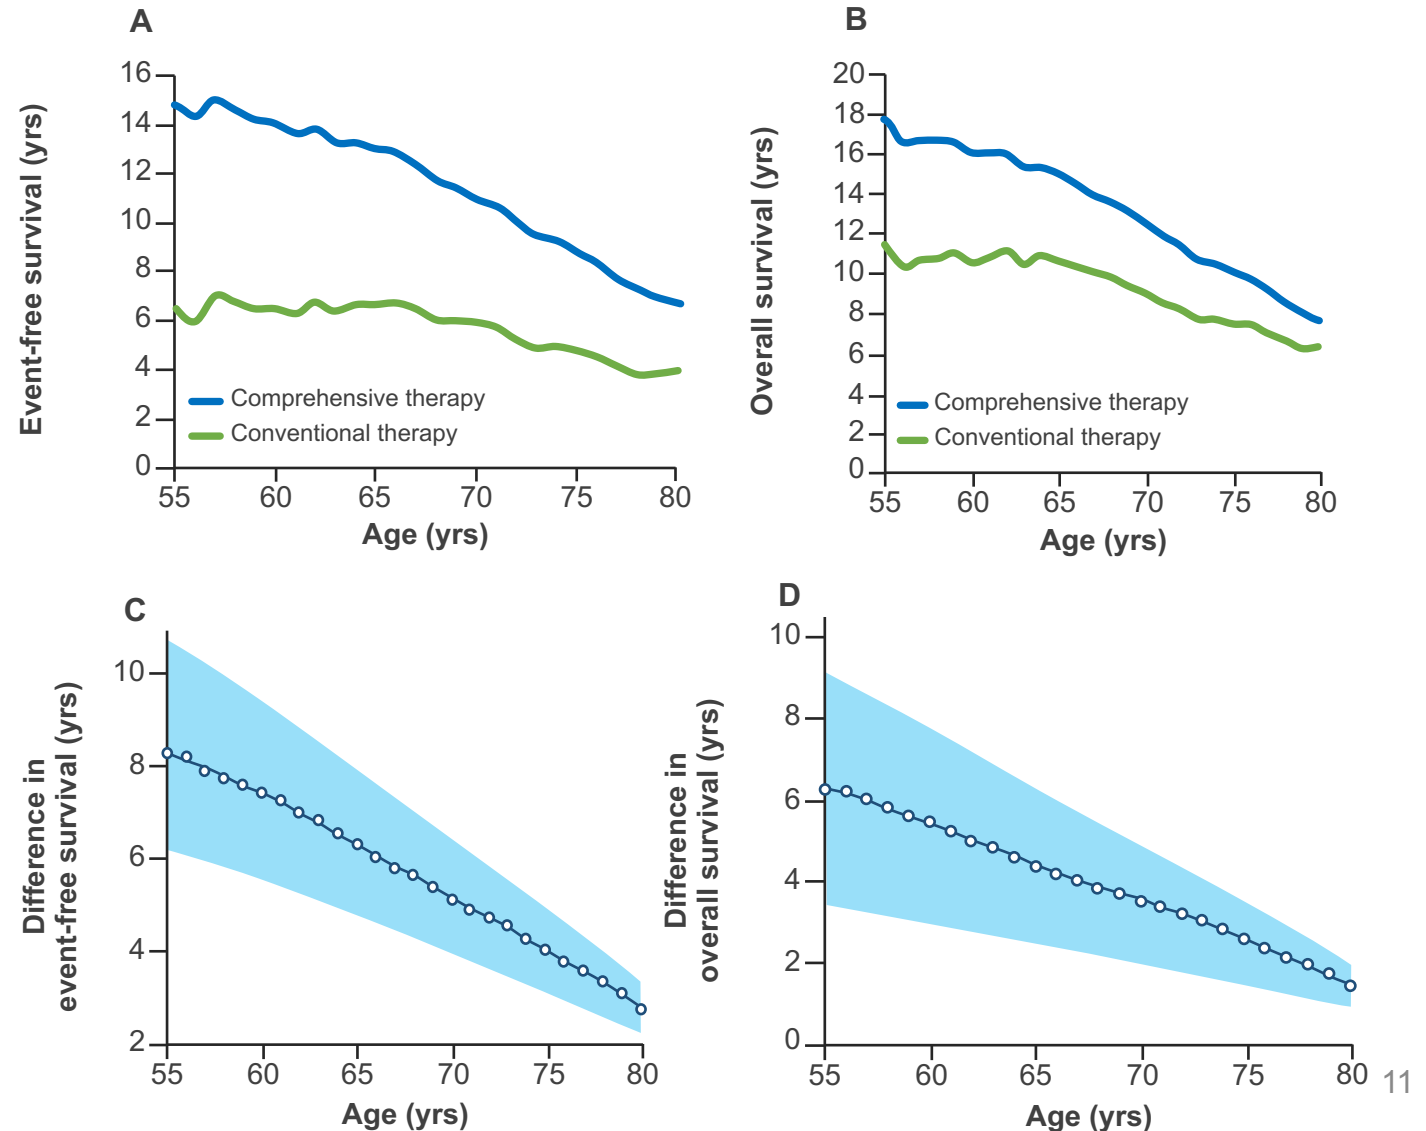 A
Event-free survival (yrs)
16
14
12
10
8
6
4
2
0
Comprehensive therapy
Conventional therapy
55 60 65 70 75 80
Age (yrs)
B
Overall survival (yrs)
20
18
16
14
12
10
8
6
4
2
0
Comprehensive therapy
Conventional therapy
55 60 65 70 75 80
Age (yrs)
C
Difference in
event-free survival (yrs)
10
8
6
4
2
55 60 65 70 75 80
Age (yrs)
D
Difference in
overall survival (yrs)
10
8
6
4
2
0
55 60 65 70 75 80
Age (yrs)
11